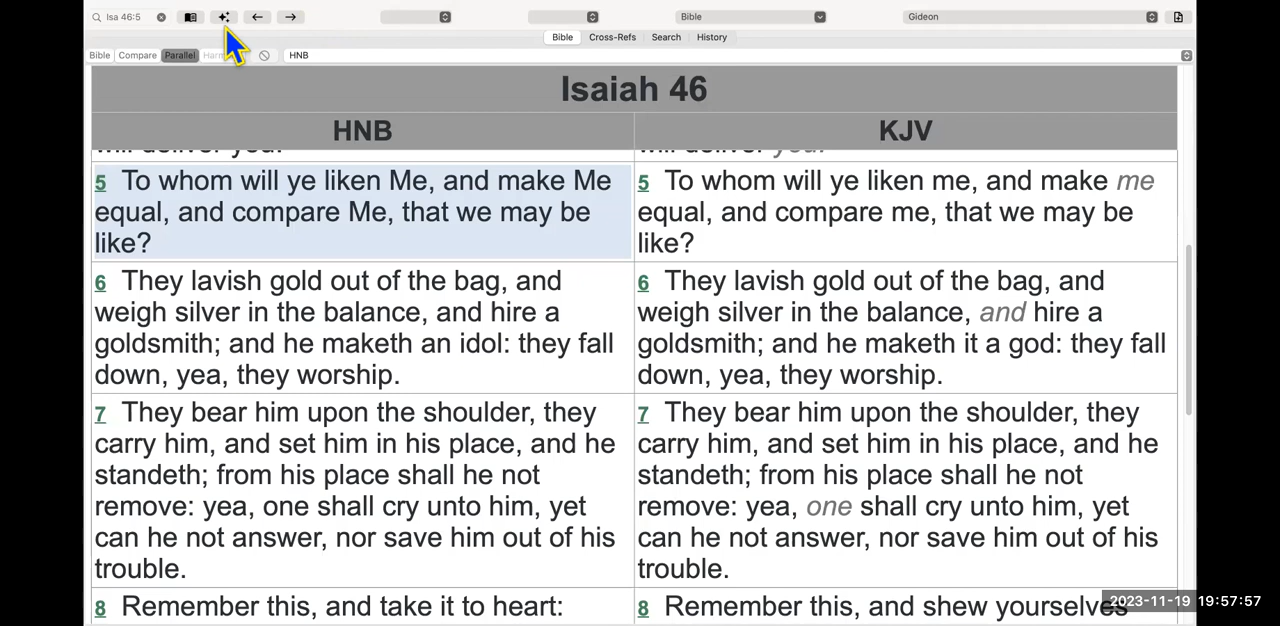 Isa 46:5 Bible Gideon
Bible Cross-Refs Search History
Bible Compare Parallel HNB
Isaiah 46
HNB
will deliver you.
5 To whom will ye liken Me, and make Me
equal, and compare Me, that we may be
like?
6 They lavish gold out of the bag, and
weigh silver in the balance, and hire a
goldsmith; and he maketh an idol: they fall
down, yea, they worship.
7 They bear him upon the shoulder, they
carry him, and set him in his place, and he
standeth; from his place shall he not
remove: yea, one shall cry unto him, yet
can he not answer, nor save him out of his
trouble.
8 Remember this, and take it to heart:
KJV
will deliver you.
5 To whom will ye liken me, and make me
equal, and compare me, that we may be
like?
6 They lavish gold out of the bag, and
weigh silver in the balance, and hire a
goldsmith; and he maketh it a god: they fall
down, yea, they worship.
7 They bear him upon the shoulder, they
carry him, and set him in his place, and he
standeth; from his place shall he not
remove: yea, one shall cry unto him, yet
can he not answer, nor save him out of his
trouble.
8 Remember this, and shew yourselves
2023-11-19 19:57:57